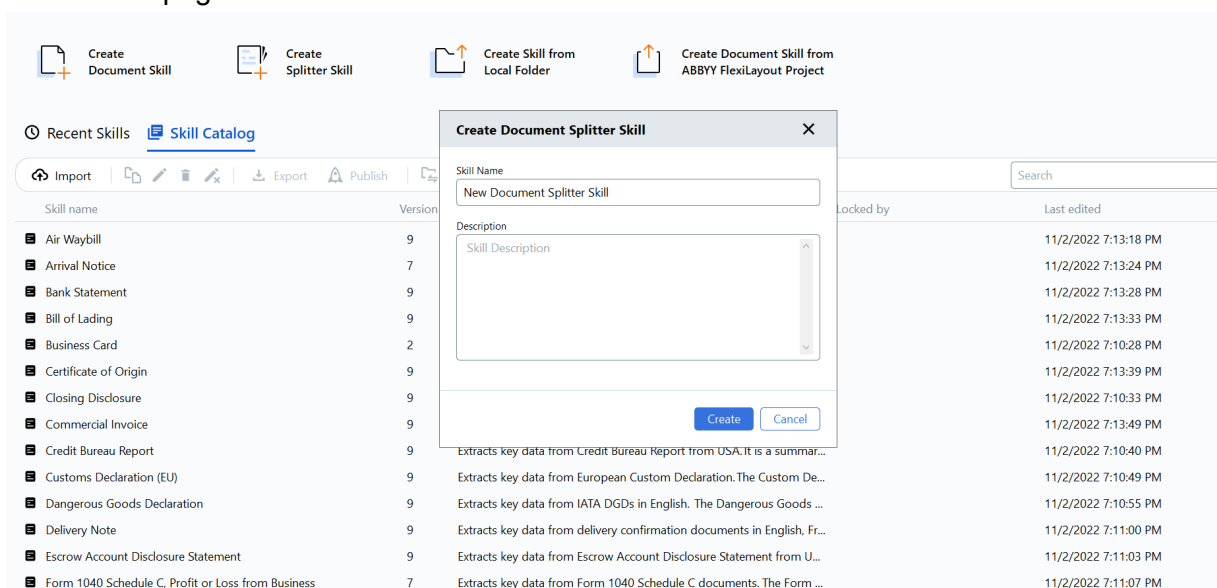 Create
Document Skill
Create
Splitter Skill
Create Skill from
Local Folder
Create Document Skill from
ABBYY FlexiLayout Project
Recent Skills
Skill Catalog
Create Document Splitter Skill
Import
Export
Publish
Search
Skill Name
New Document Splitter Skill
Skill name
Version
Locked by
Last edited
Description
Skill Description
Air Waybill 9 11/2/2022 7:13:18 PM
Arrival Notice 7 11/2/2022 7:13:24 PM
Bank Statement 9 11/2/2022 7:13:28 PM
Bill of Lading 9 11/2/2022 7:13:33 PM
Business Card 2 11/2/2022 7:10:28 PM
Certificate of Origin 9 11/2/2022 7:13:39 PM
Closing Disclosure 9 11/2/2022 7:10:33 PM
Commercial Invoice 9 11/2/2022 7:13:49 PM
Create
Cancel
Credit Bureau Report 9 Extracts key data from Credit Bureau Report from USA.It is a summar... 11/2/2022 7:10:40 PM
Customs Declaration (EU) 9 Extracts key data from European Custom Declaration.The Custom De... 11/2/2022 7:10:49 PM
Dangerous Goods Declaration 9 Extracts key data from IATA DGDs in English. The Dangerous Goods ... 11/2/2022 7:10:55 PM
Delivery Note 9 Extracts key data from delivery confirmation documents in English, Fr... 11/2/2022 7:11:00 PM
Escrow Account Disclosure Statement 9 Extracts key data from Escrow Account Disclosure Statement from U... 11/2/2022 7:11:03 PM
Form 1040 Schedule C, Profit or Loss from Business 7 Extracts key data from Form 1040 Schedule C documents. The Form ... 11/2/2022 7:11:07 PM